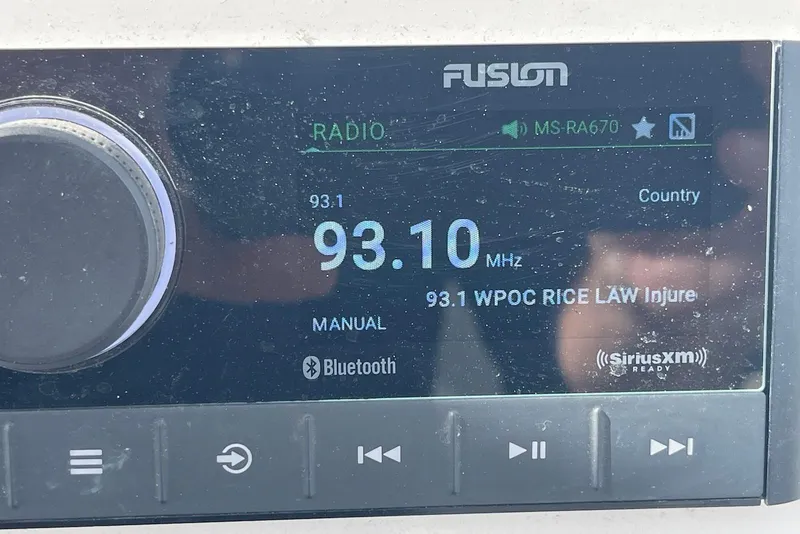 FUSION
RADIO MS-RA670
93.1 Country
93.10 MHz
93.1 WPOC RICE LAW Injure
MANUAL
Bluetooth
SiriusXM
READY